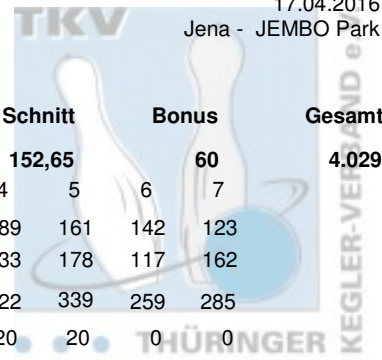 17.04.2016
TKV
Jena - JEMBO Park
Schnitt Bonus Gesamt
152,65 60 4.029
4 5 6 7
89 161 142 123
33 178 117 162
22 339 259 285
20 20 0 0
THÜRINGER KEGLER-VERBAND e.V.